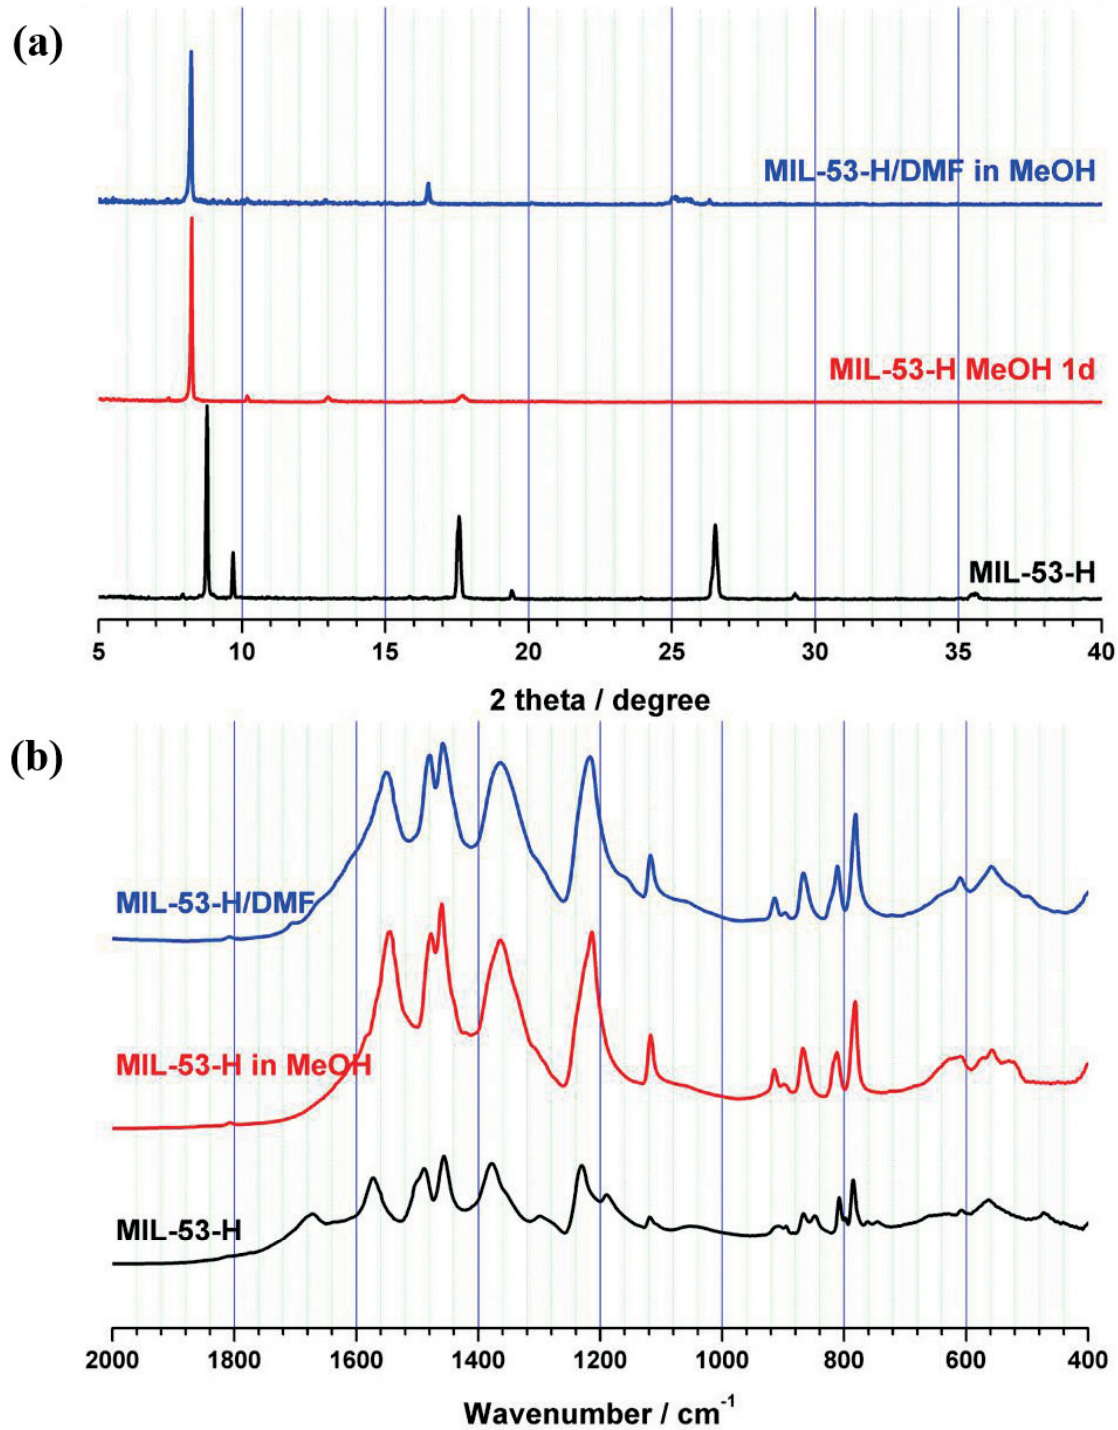 (a)
MIL-53-H/DMF in MeOH
MIL-53-H MeOH 1d
MIL-53-H
5 10 15 20 25 30 35 40
2 theta / degree
(b)
MIL-53-H/DMF
MIL-53-H in MeOH
MIL-53-H
2000 1800 1600 1400 1200 1000 800 600 400
Wavenumber / cm⁻¹